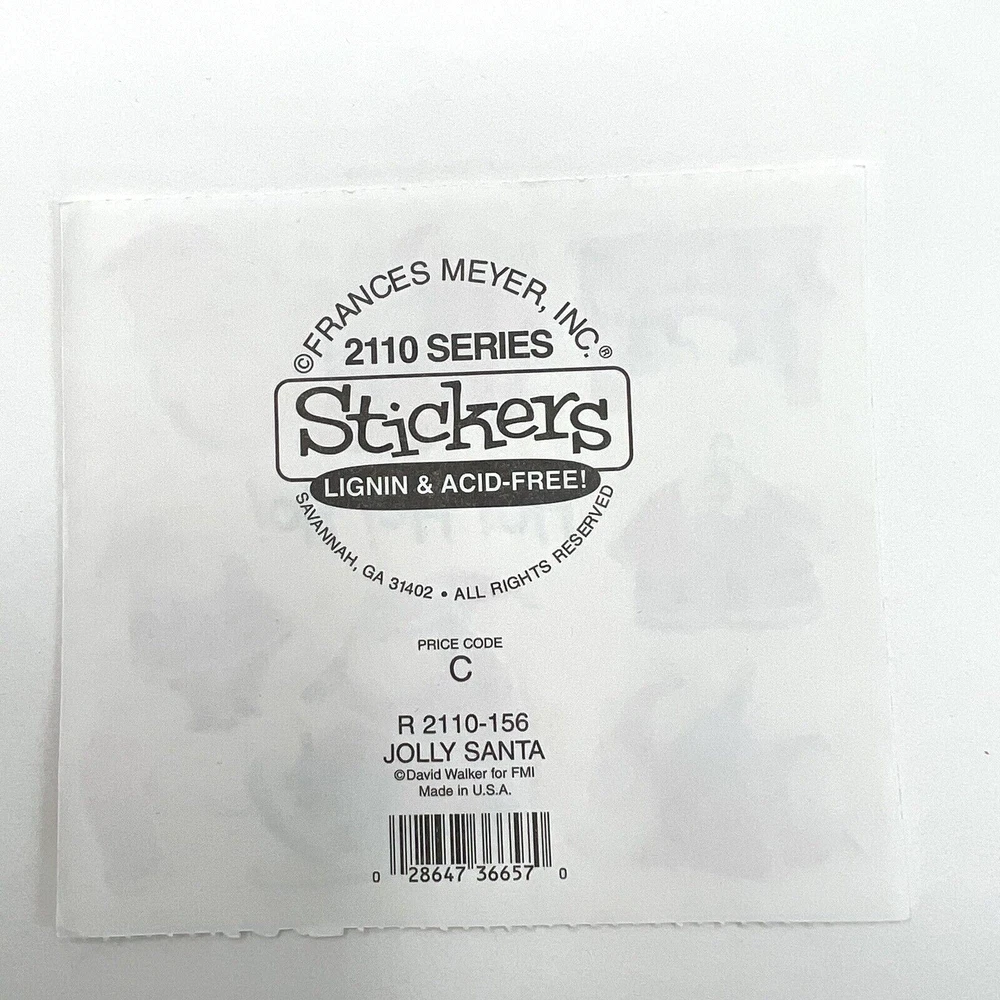 ©FRANCES MEYER, INC.®
2110 SERIES
Stickers
LIGNIN & ACID-FREE!
SAVANNAH, GA 31402 • ALL RIGHTS RESERVED
PRICE CODE
C
R 2110-156
JOLLY SANTA
©David Walker for FMI
Made in U.S.A.
0 28647 36657 0